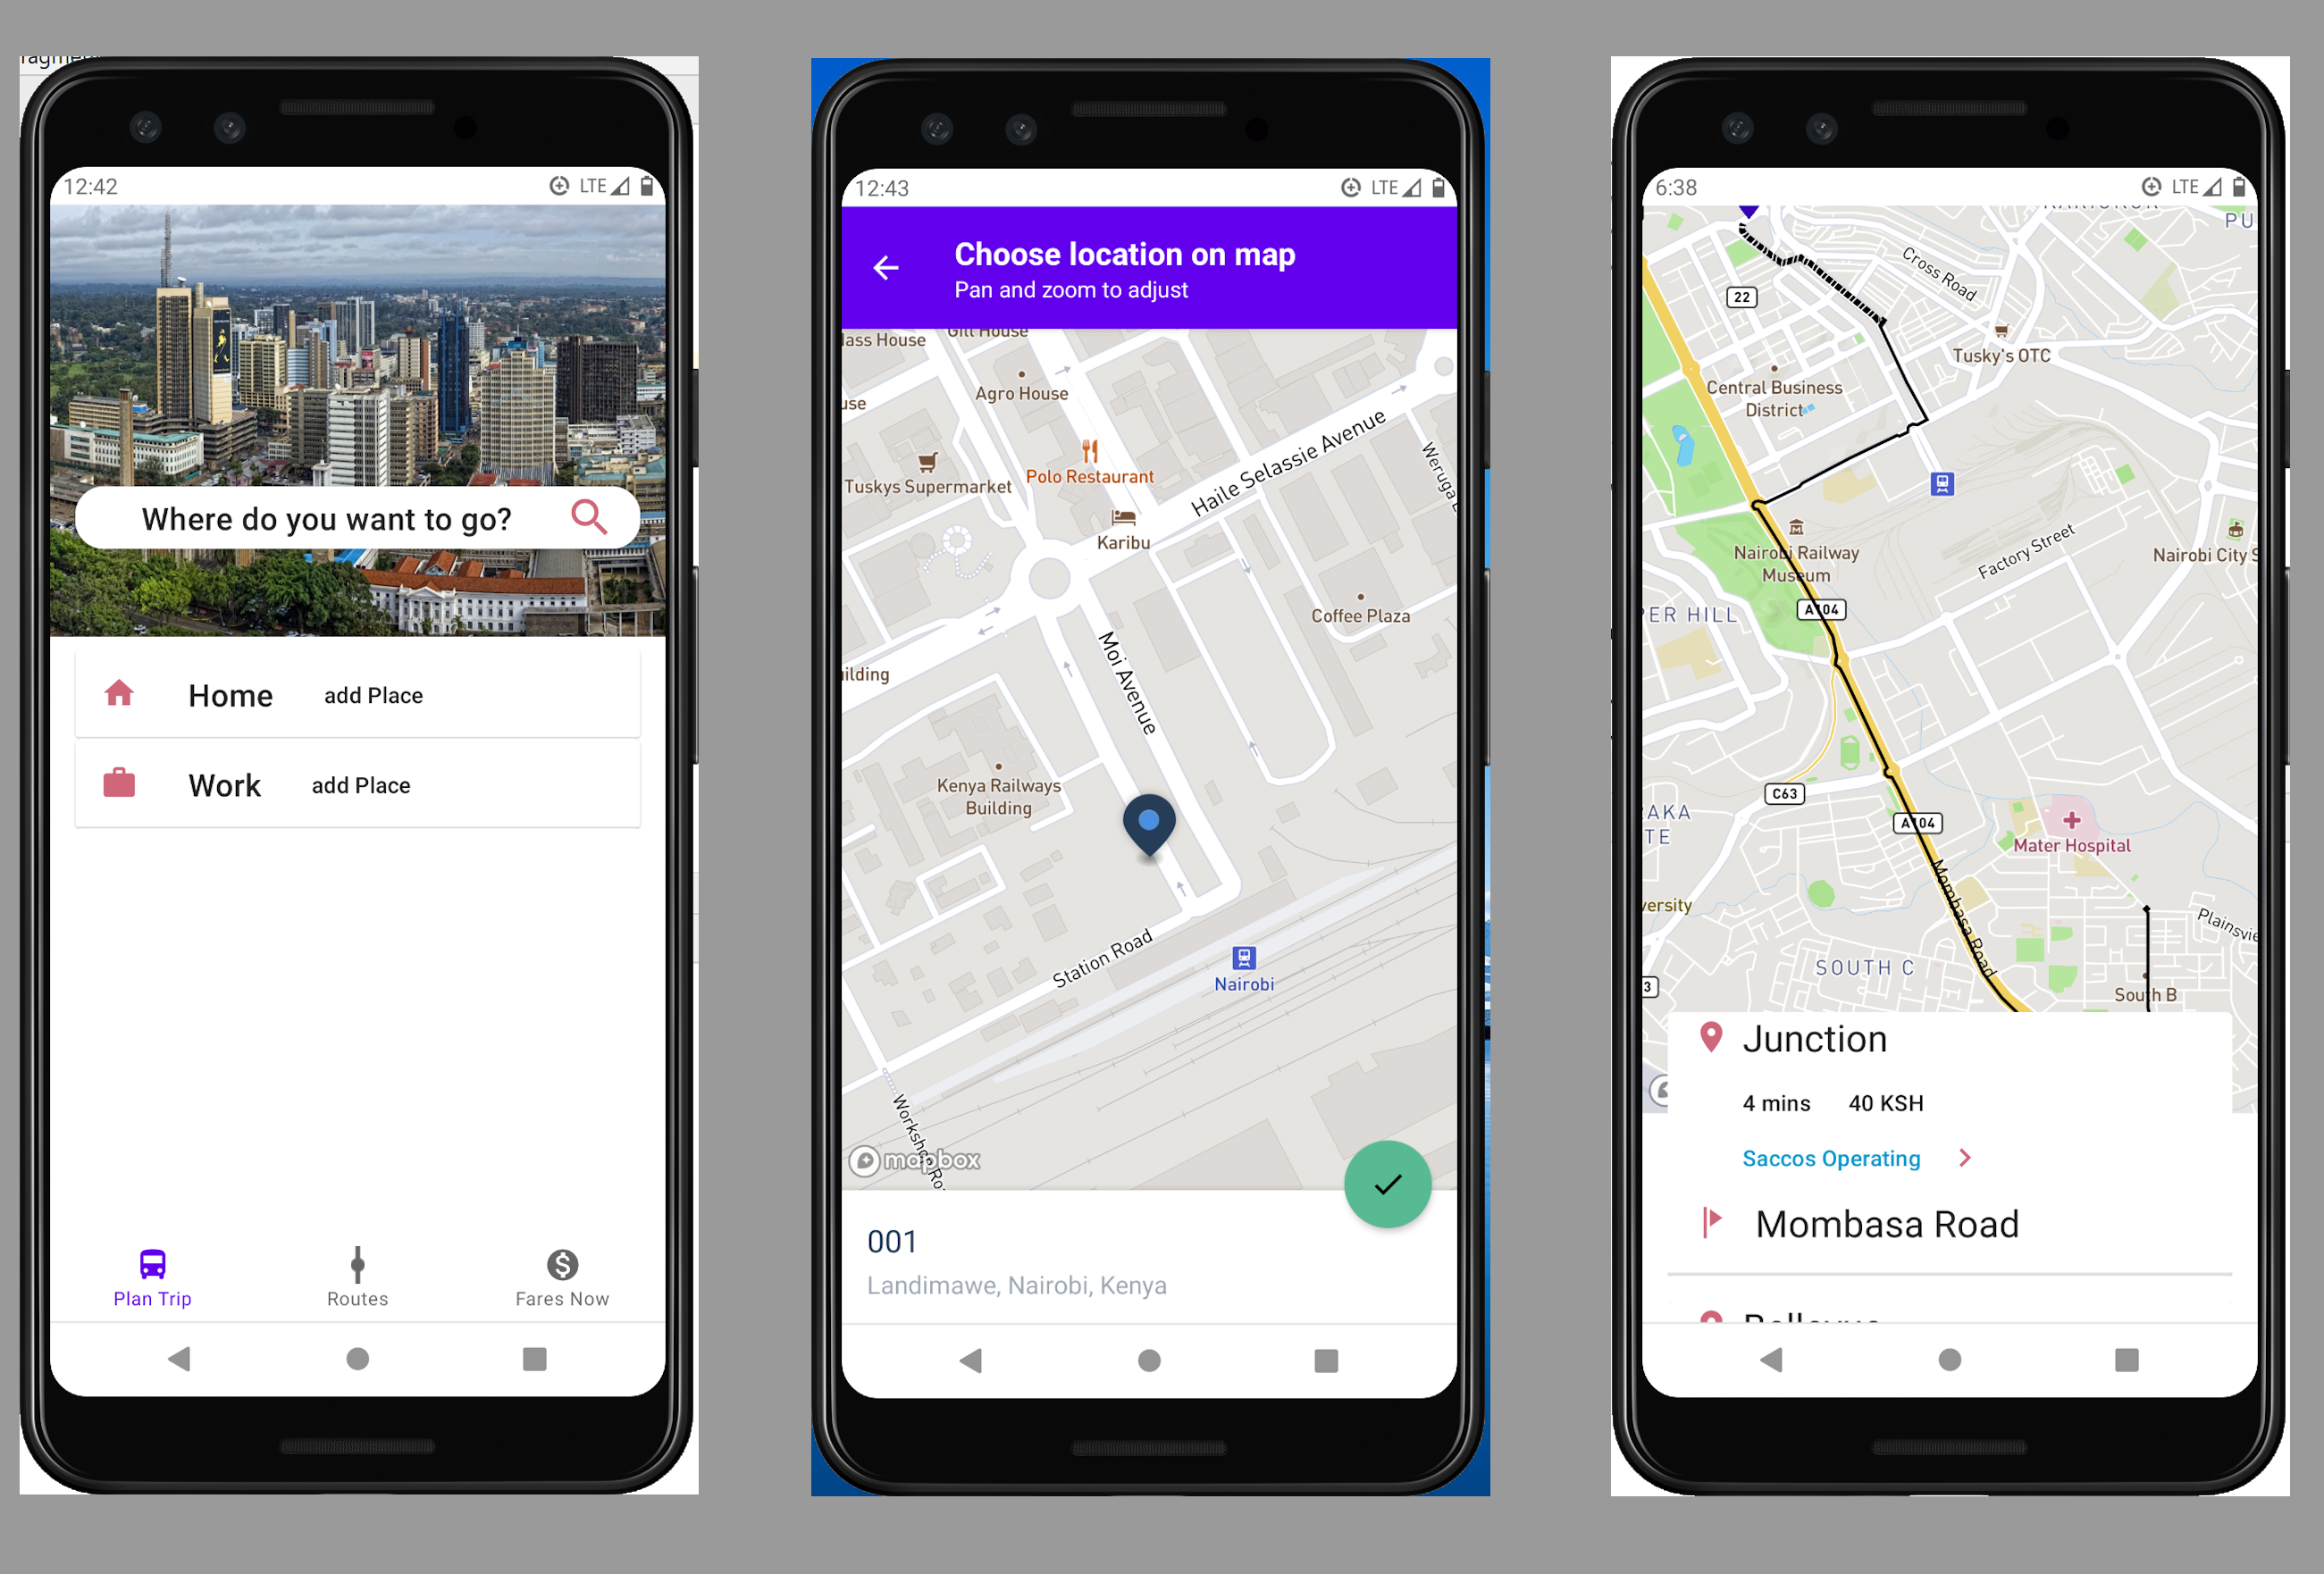 12:42
LTE
Where do you want to go?
Home add Place
Work add Place
Plan Trip
Routes
Fares Now
12:43
LTE
Choose location on map
Pan and zoom to adjust
Gill House
lass House
Agro House
use
Polo Restaurant
Tuskys Supermarket
Haile Selassie Avenue
Weruga
Karibu
Coffee Plaza
Moi Avenue
ilding
Kenya Railways
Building
Station Road
Nairobi
Workshop Ro
mapbox
001
Landimawe, Nairobi, Kenya
6:38
LTE
PU
Cross Road
22
Tusky's OTC
Central Business
District
Nairobi Railway
Museum
Factory Street
Nairobi City S
A104
PER HILL
C63
A104
AKA
TE
Mater Hospital
Mombasa Road
versity
Plainsvie
SOUTH C
3
South B
Junction
4 mins 40 KSH
Saccos Operating
Mombasa Road